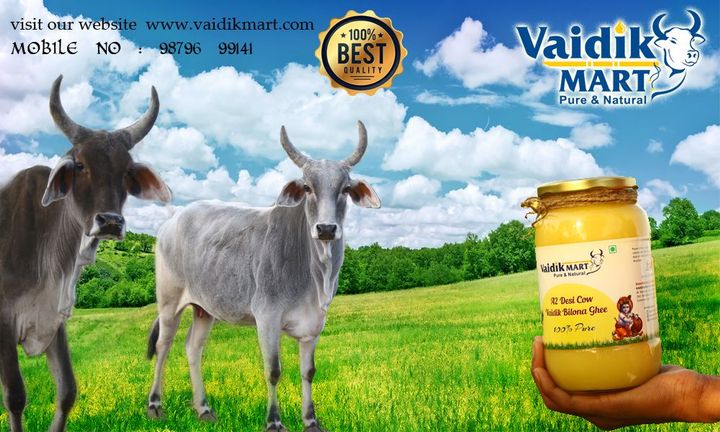 visit our website www.vaidikmart.com
MOBILE NO : 98796 99141
100%
BEST
QUALITY
Vaidik
MART
Pure & Natural
Vaidik MART
Pure & Natural
A2 Desi Cow
Vaidik Bilona Ghee
100% Pure